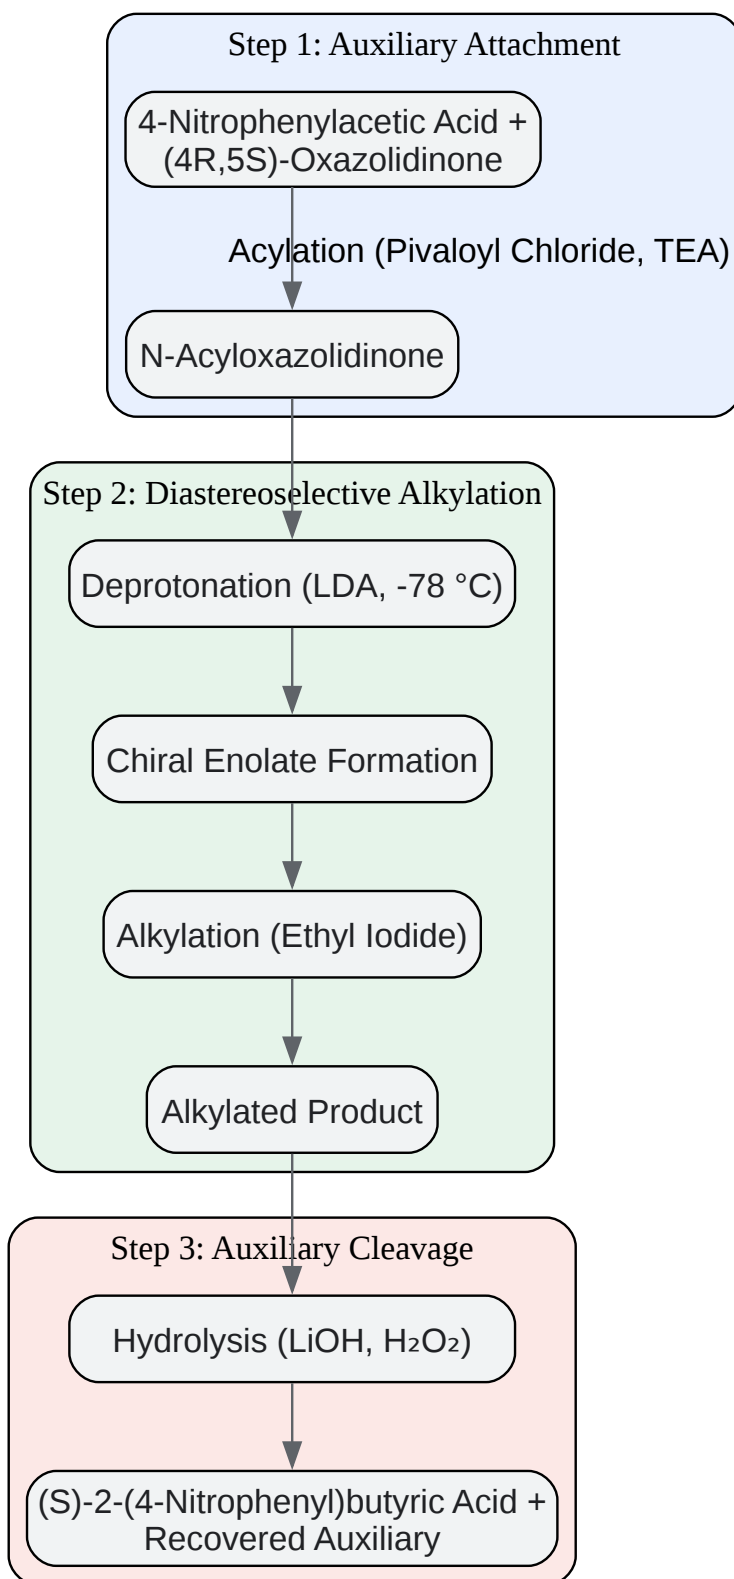 Step 1: Auxiliary Attachment
4-Nitrophenylacetic Acid +
(4R,5S)-Oxazolidinone
Acylation (Pivaloyl Chloride, TEA)
N-Acyloxazolidinone
Step 2: Diastereoselective Alkylation
Deprotonation (LDA, -78 °C)
Chiral Enolate Formation
Alkylation (Ethyl Iodide)
Alkylated Product
Step 3: Auxiliary Cleavage
Hydrolysis (LiOH, H₂O₂)
(S)-2-(4-Nitrophenyl)butyric Acid +
Recovered Auxiliary